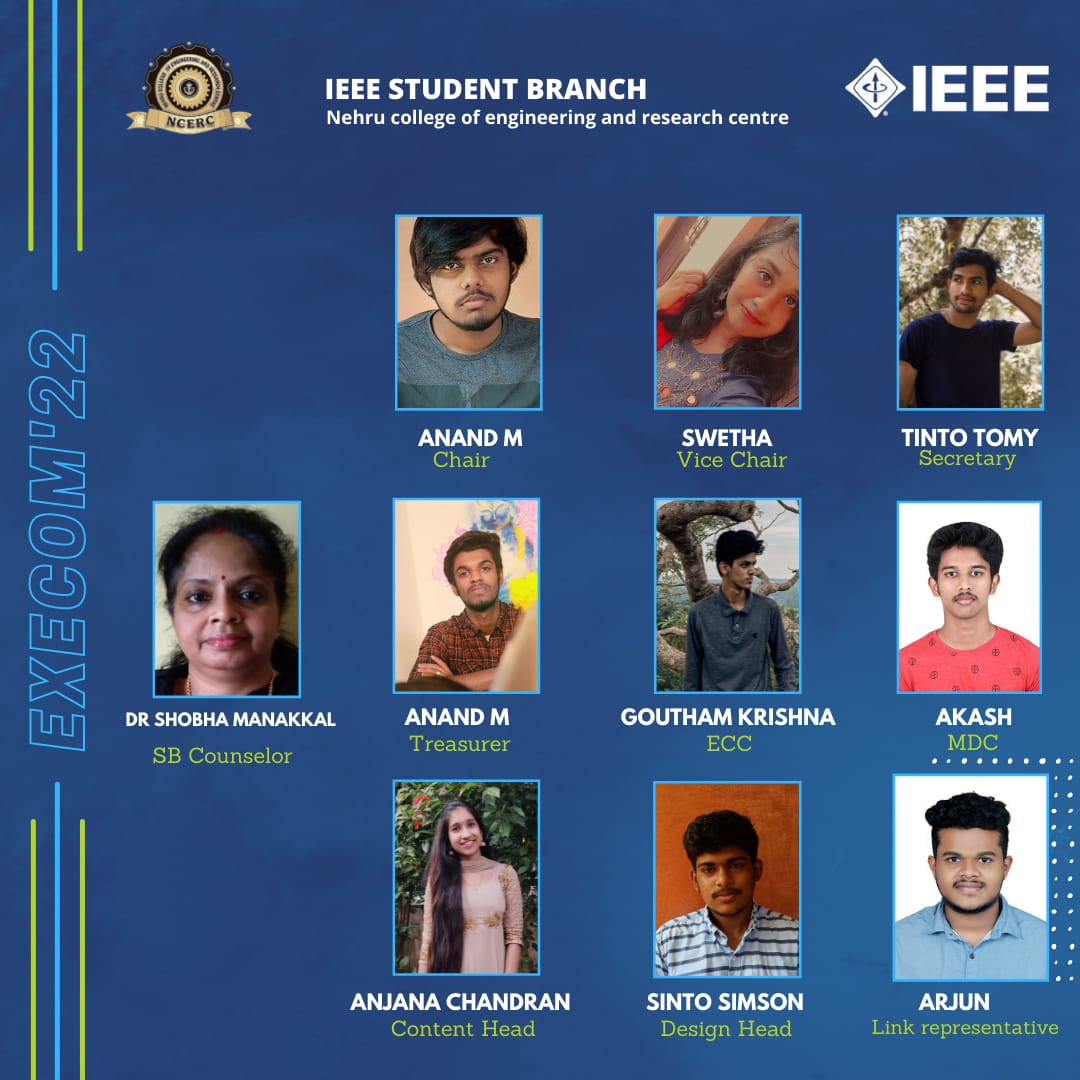 IEEE STUDENT BRANCH
Nehru college of engineering and research centre
NCERC
IEEE
EXECOM'22
ANAND M
Chair
SWETHA
Vice Chair
TINTO TOMY
Secretary
DR SHOBHA MANAKKAL
SB Counselor
ANAND M
Treasurer
GOUTHAM KRISHNA
ECC
AKASH
MDC
ANJANA CHANDRAN
Content Head
SINTO SIMSON
Design Head
ARJUN
Link representative